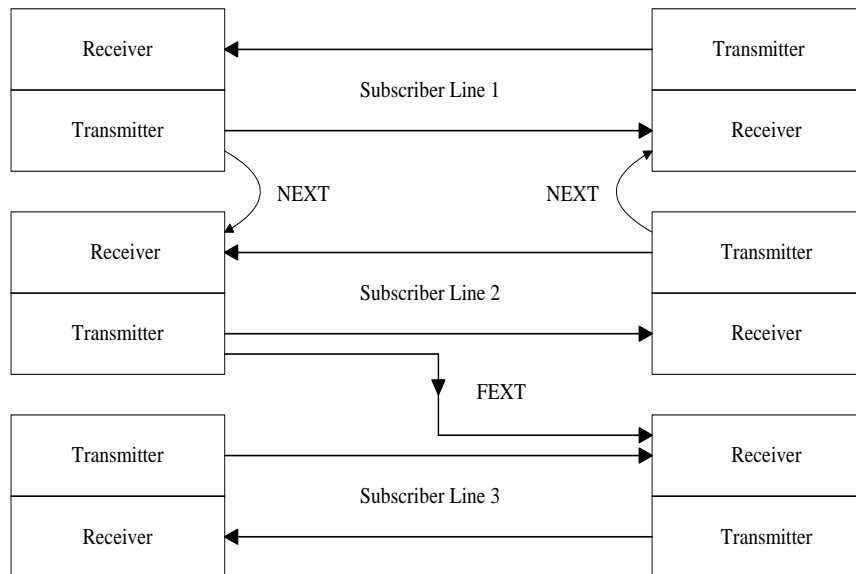 Receiver
Transmitter
Subscriber Line 1
Transmitter
Receiver
NEXT
NEXT
Receiver
Transmitter
Subscriber Line 2
Transmitter
Receiver
FEXT
Transmitter
Receiver
Subscriber Line 3
Receiver
Transmitter